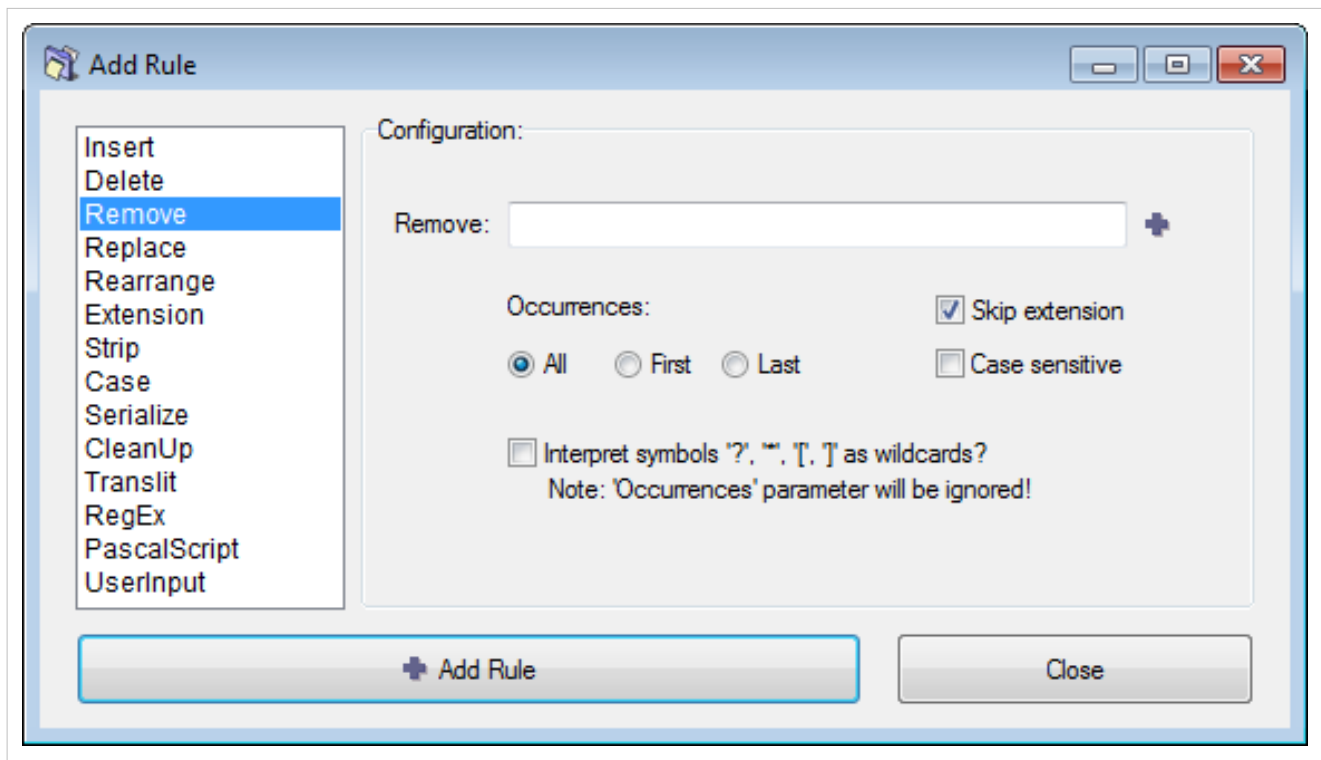 Add Rule
Insert
Delete
Remove
Replace
Rearrange
Extension
Strip
Case
Serialize
CleanUp
Translit
RegEx
PascalScript
UserInput
Configuration:
Remove:
Occurrences:
Skip extension
All First Last
Case sensitive
Interpret symbols '?', '*', '[', ']' as wildcards?
Note: 'Occurrences' parameter will be ignored!
Add Rule
Close